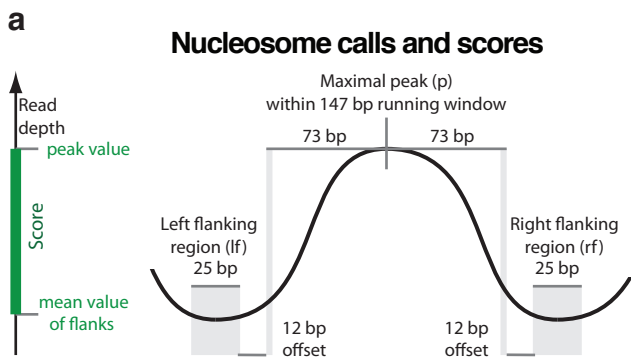 a
Nucleosome calls and scores
Maximal peak (p)
within 147 bp running window
Read
depth
73 bp
73 bp
peak value
Score
Left flanking
region (lf)
25 bp
Right flanking
region (rf)
25 bp
mean value
of flanks
12 bp
offset
12 bp
offset